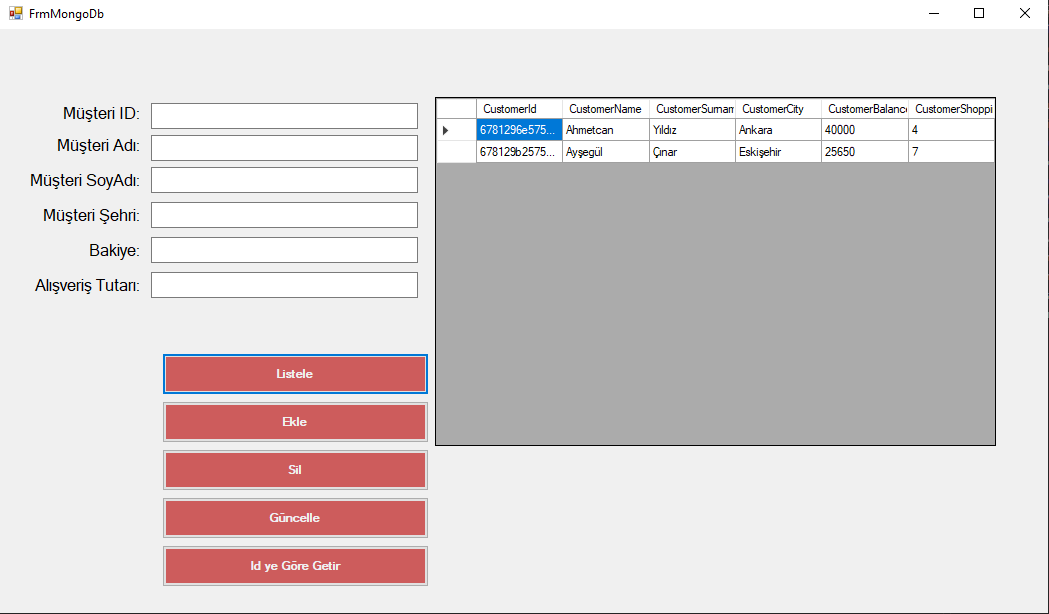 FrmMongoDb
Müşteri ID:
Müşteri Adı:
Müşteri SoyAdı:
Müşteri Şehri:
Bakiye:
Alışveriş Tutarı:
Listele
Ekle
Sil
Güncelle
Id ye Göre Getir
CustomerId CustomerName CustomerSurnam CustomerCity CustomerBalance CustomerShoppi
6781296e575... Ahmetcan Yıldız Ankara 40000 4
678129b2575... Ayşegül Çınar Eskişehir 25650 7